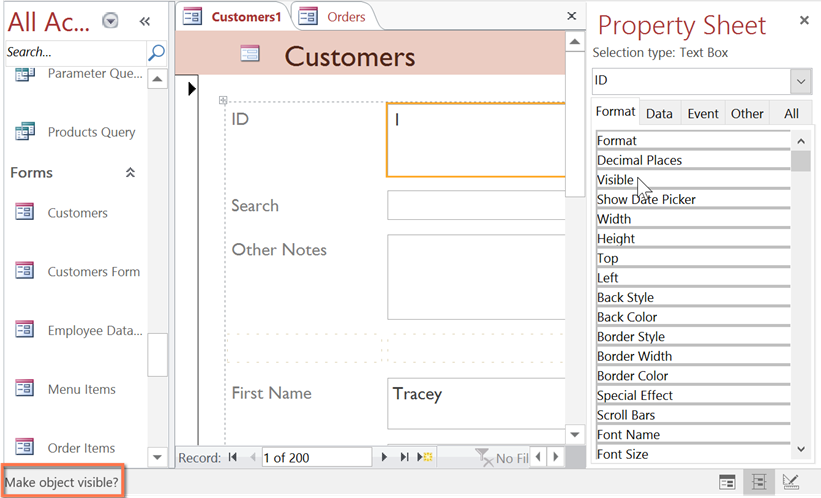 All Ac...
Search...
Parameter Que...
Products Query
Forms
Customers
Customers Form
Employee Data...
Menu Items
Order Items
Customers1
Orders
Customers
ID
I
Search
Other Notes
First Name
Tracey
Record:
1 of 200
No Fil
Property Sheet
Selection type: Text Box
ID
Format Data Event Other All
Format
Decimal Places
Visible
Show Date Picker
Width
Height
Top
Left
Back Style
Back Color
Border Style
Border Width
Border Color
Special Effect
Scroll Bars
Font Name
Font Size
Make object visible?